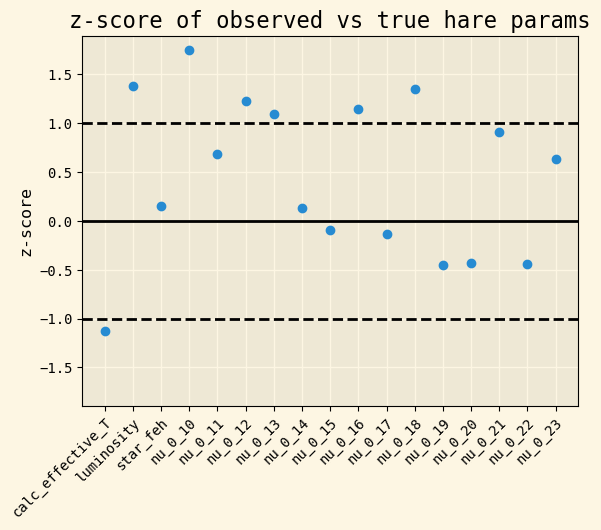 z-score of observed vs true hare params
z-score
1.5
1.0
0.5
0.0
−0.5
−1.0
−1.5
calc_effective_T
luminosity
star_feh
nu_0_10
nu_0_11
nu_0_12
nu_0_13
nu_0_14
nu_0_15
nu_0_16
nu_0_17
nu_0_18
nu_0_19
nu_0_20
nu_0_21
nu_0_22
nu_0_23